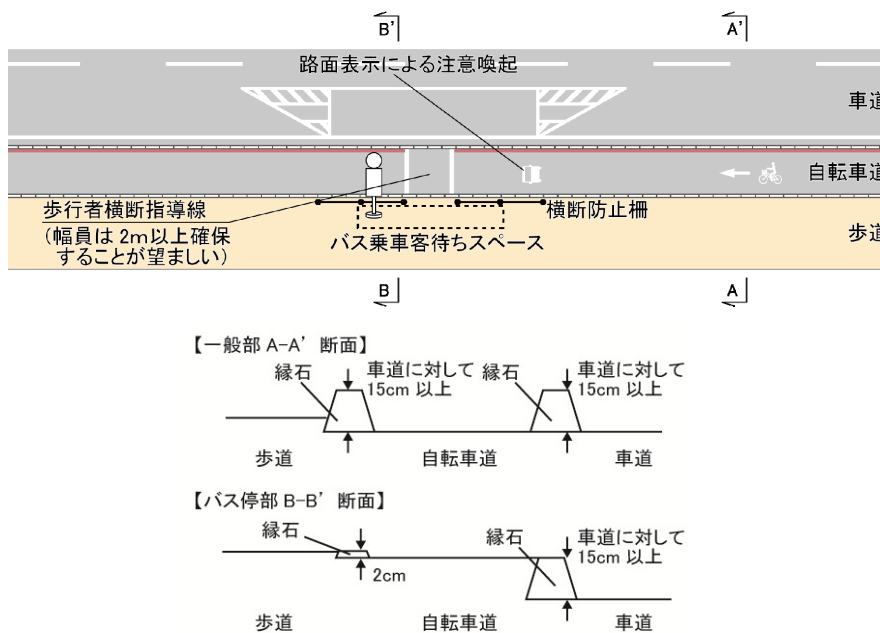 B’
A’
路面表示による注意喚起
車道
自転車道
歩行者横断指導線
(幅員は 2m以上確保
することが望ましい)
横断防止柵
バス乗車客待ちスペース
歩道
B
A
【一般部 A-A’ 断面】
縁石
車道に対して
15cm 以上
縁石
車道に対して
15cm 以上
歩道
自転車道
車道
【バス停部 B-B’ 断面】
縁石
2cm
縁石
車道に対して
15cm 以上
歩道
自転車道
車道